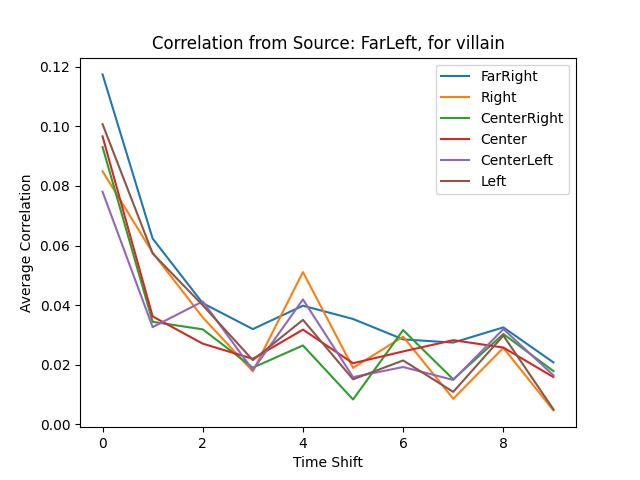 Correlation from Source: FarLeft, for villain
0.12
0.10
0.08
0.06
0.04
0.02
0.00
Average Correlation
FarRight
Right
CenterRight
Center
CenterLeft
Left
0 2 4 6 8
Time Shift